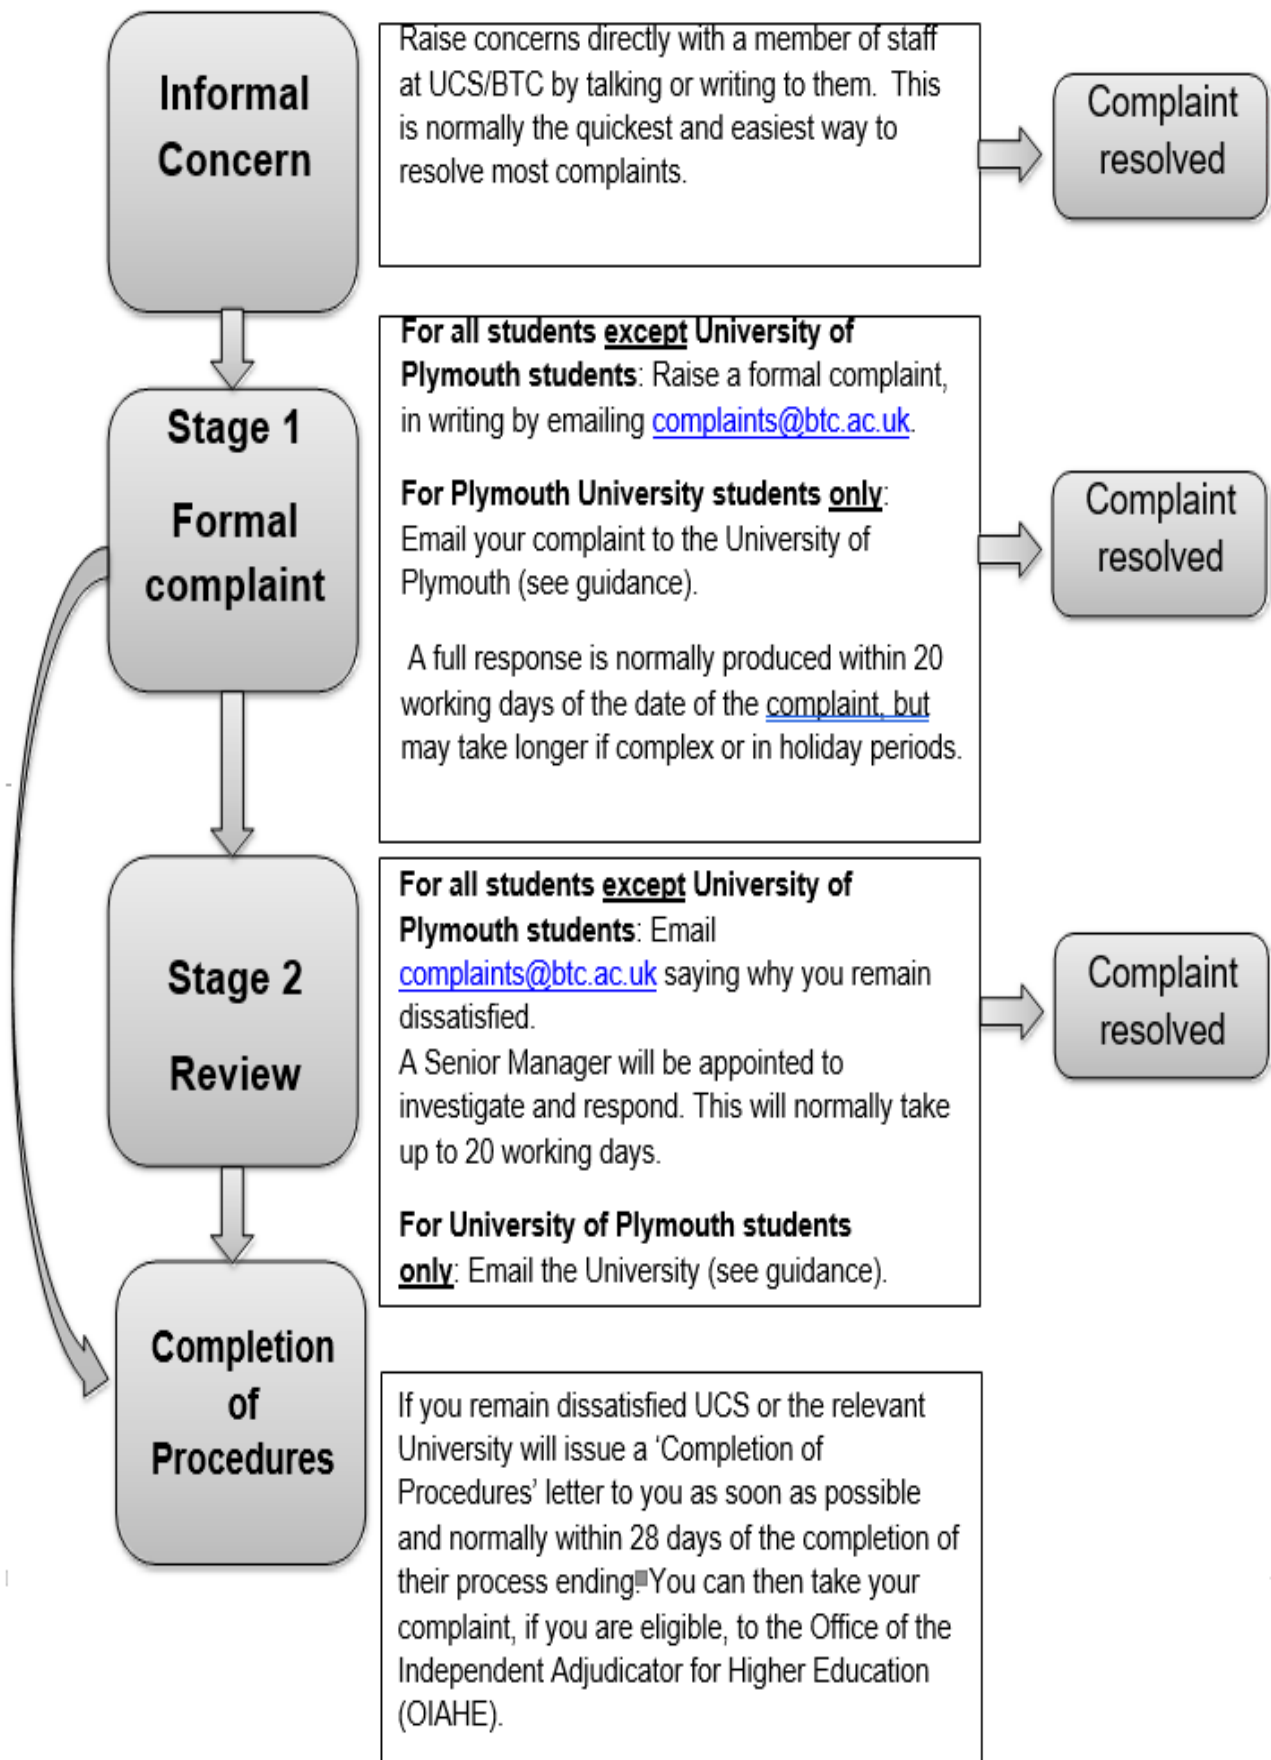 Informal
Concern
Raise concerns directly with a member of staff
at UCS/BTC by talking or writing to them.  This
is normally the quickest and easiest way to
resolve most complaints.
Complaint
resolved
Stage 1
Formal
complaint
For all students except University of
Plymouth students: Raise a formal complaint,
in writing by emailing complaints@btc.ac.uk.
For Plymouth University students only:
Email your complaint to the University of
Plymouth (see guidance).
A full response is normally produced within 20
working days of the date of the complaint, but
may take longer if complex or in holiday periods.
Complaint
resolved
Stage 2
Review
For all students except University of
Plymouth students: Email
complaints@btc.ac.uk saying why you remain
dissatisfied.
A Senior Manager will be appointed to
investigate and respond. This will normally take
up to 20 working days.
For University of Plymouth students
only: Email the University (see guidance).
Complaint
resolved
Completion
of
Procedures
If you remain dissatisfied UCS or the relevant
University will issue a ‘Completion of
Procedures’ letter to you as soon as possible
and normally within 28 days of the completion of
their process ending. You can then take your
complaint, if you are eligible, to the Office of the
Independent Adjudicator for Higher Education
(OIAHE).